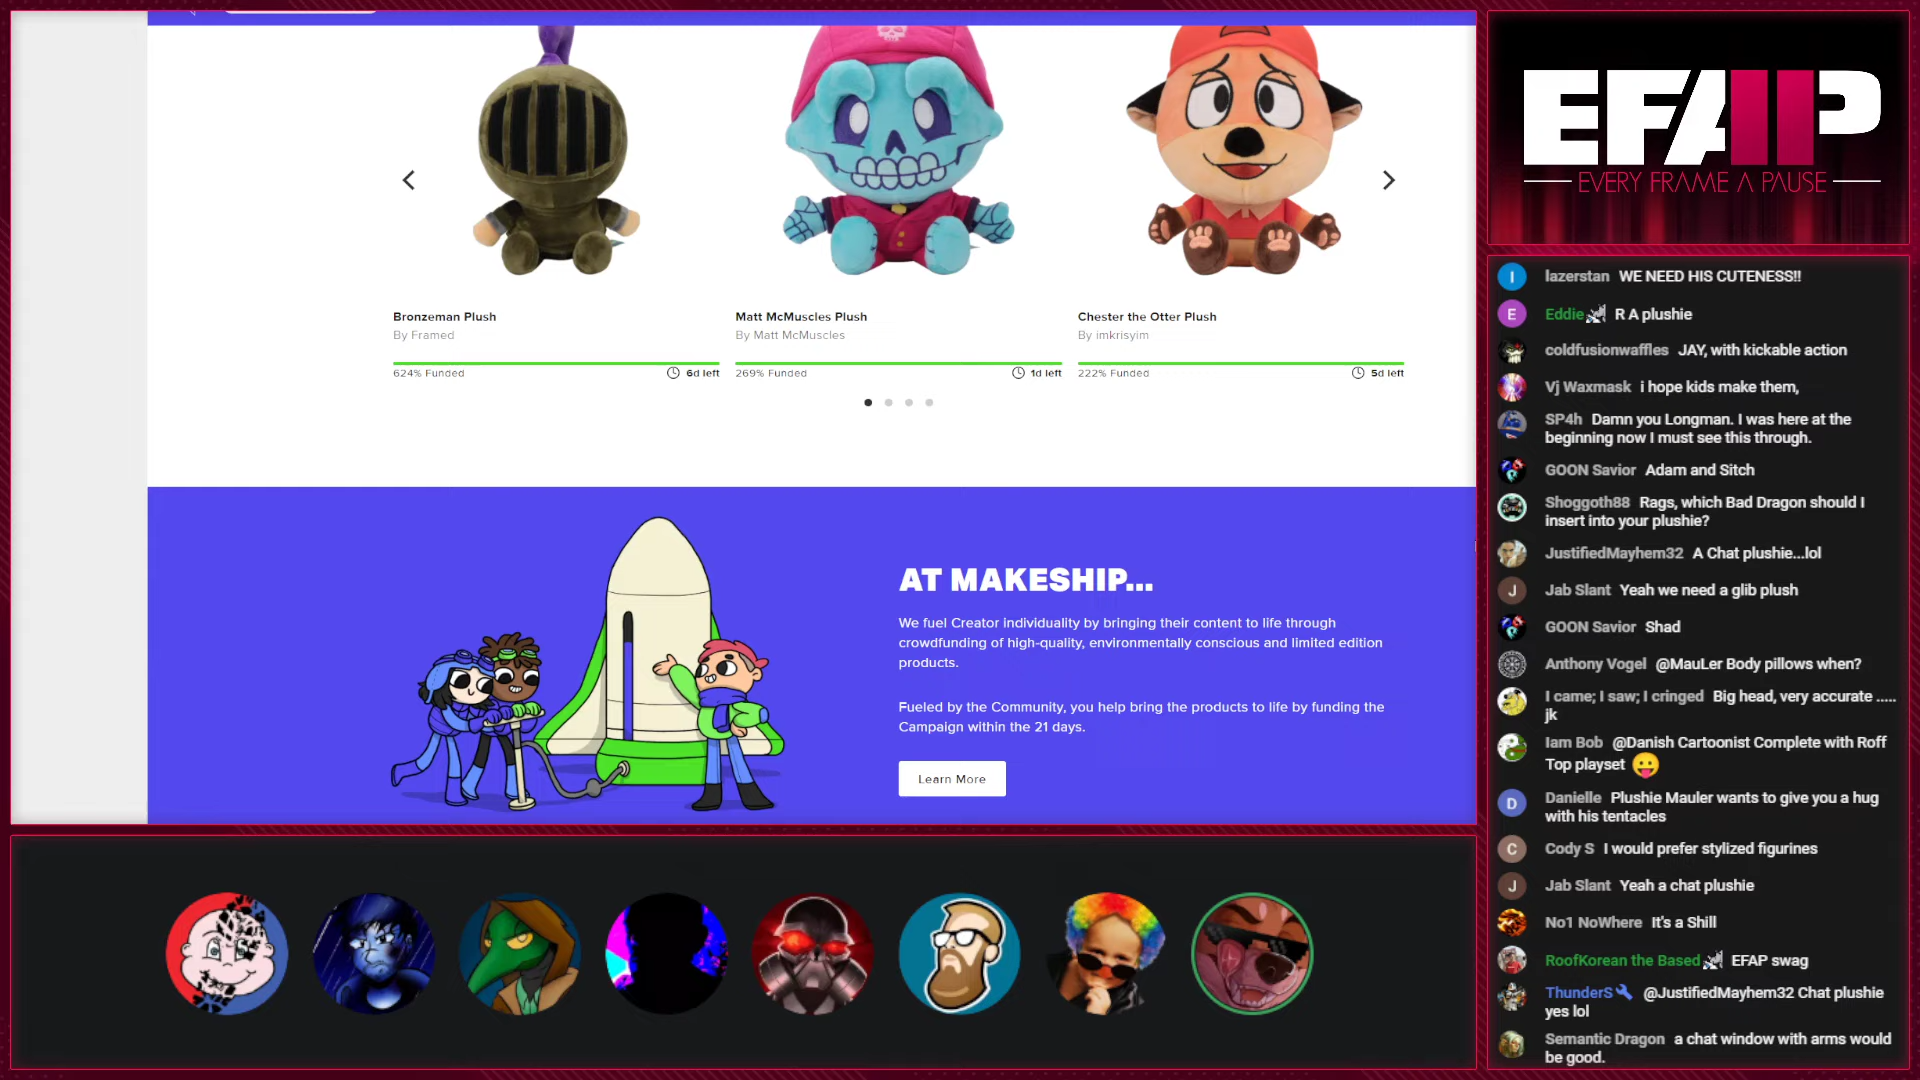 Bronzeman Plush
By Framed
624% Funded
6d left
Matt McMuscles Plush
By Matt McMuscles
269% Funded
1d left
Chester the Otter Plush
By imkrisyim
222% Funded
5d left
AT MAKESHIP...
We fuel Creator individuality by bringing their content to life through
crowdfunding of high-quality, environmentally conscious and limited edition
products.
Fueled by the Community, you help bring the products to life by funding the
Campaign within the 21 days.
Learn More
EFAP
EVERY FRAME A PAUSE
I lazerstan WE NEED HIS CUTENESS!!
E Eddie R A plushie
coldfusionwaffles JAY, with kickable action
Vj Waxmask i hope kids make them,
SP4h Damn you Longman. I was here at the
beginning now I must see this through.
GOON Savior Adam and Sitch
Shoggoth88 Rags, which Bad Dragon should I
insert into your plushie?
JustifiedMayhem32 A Chat plushie...lol
J Jab Slant Yeah we need a glib plush
GOON Savior Shad
Anthony Vogel @MauLer Body pillows when?
I came; I saw; I cringed Big head, very accurate .....
jk
Iam Bob @Danish Cartoonist Complete with Roff
Top playset 😛
D Danielle Plushie Mauler wants to give you a hug
with his tentacles
C Cody S I would prefer stylized figurines
J Jab Slant Yeah a chat plushie
No1 NoWhere It's a Shill
RoofKorean the Based EFAP swag
ThunderS @JustifiedMayhem32 Chat plushie
yes lol
Semantic Dragon a chat window with arms would
be good.